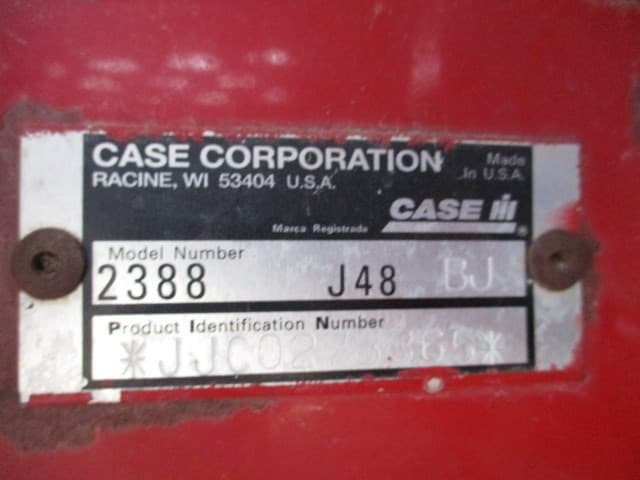 CASE CORPORATION
Made
in U.S.A.
RACINE, WI 53404 U.S.A.
CASE IH
Marca Registrada ®
Model Number
2388 J48 BJ
Product Identification Number